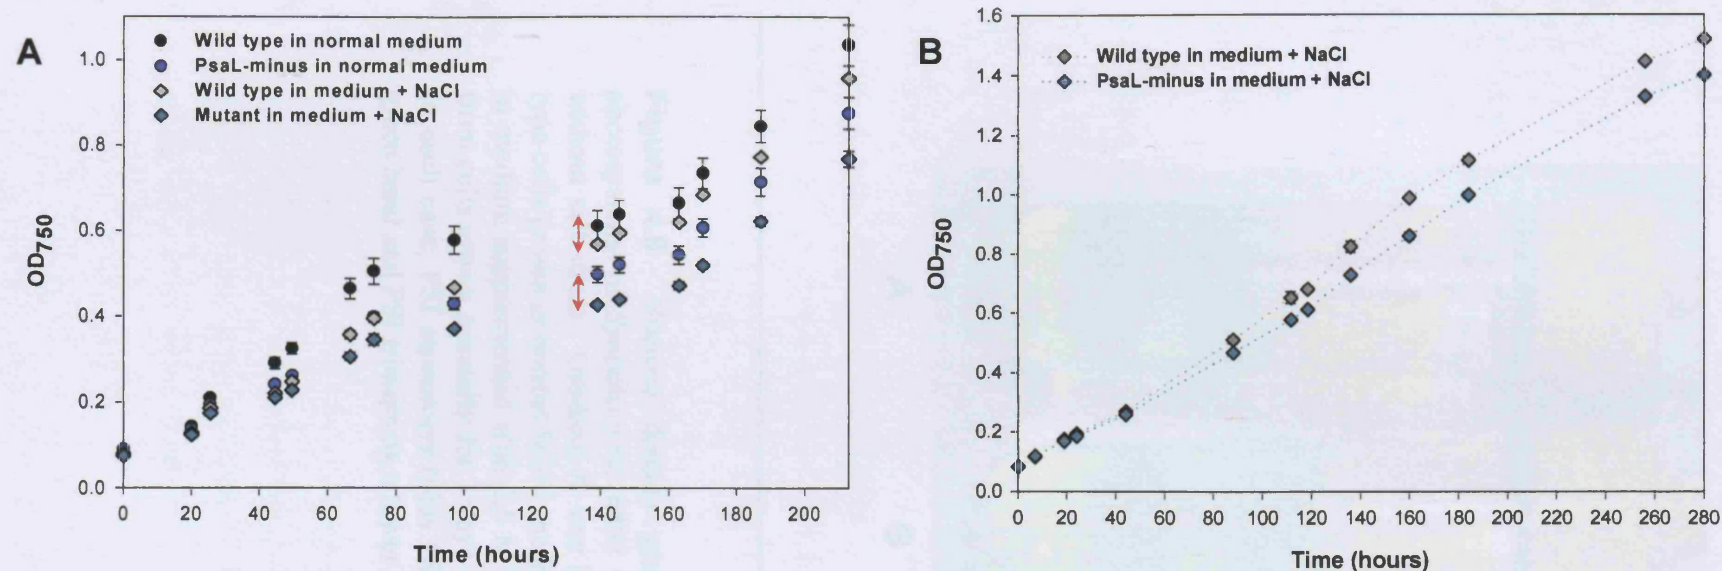 A
Wild type in normal medium
PsaL-minus in normal medium
Wild type in medium + NaCl
Mutant in medium + NaCl
1.0
0.8
0.6
0.4
0.2
0.0
OD750
0 20 40 60 80 100 120 140 160 180 200
Time (hours)
B
Wild type in medium + NaCl
PsaL-minus in medium + NaCl
1.6
1.4
1.2
1.0
0.8
0.6
0.4
0.2
0.0
OD750
0 20 40 60 80 100 120 140 160 180 200 220 240 260 280
Time (hours)